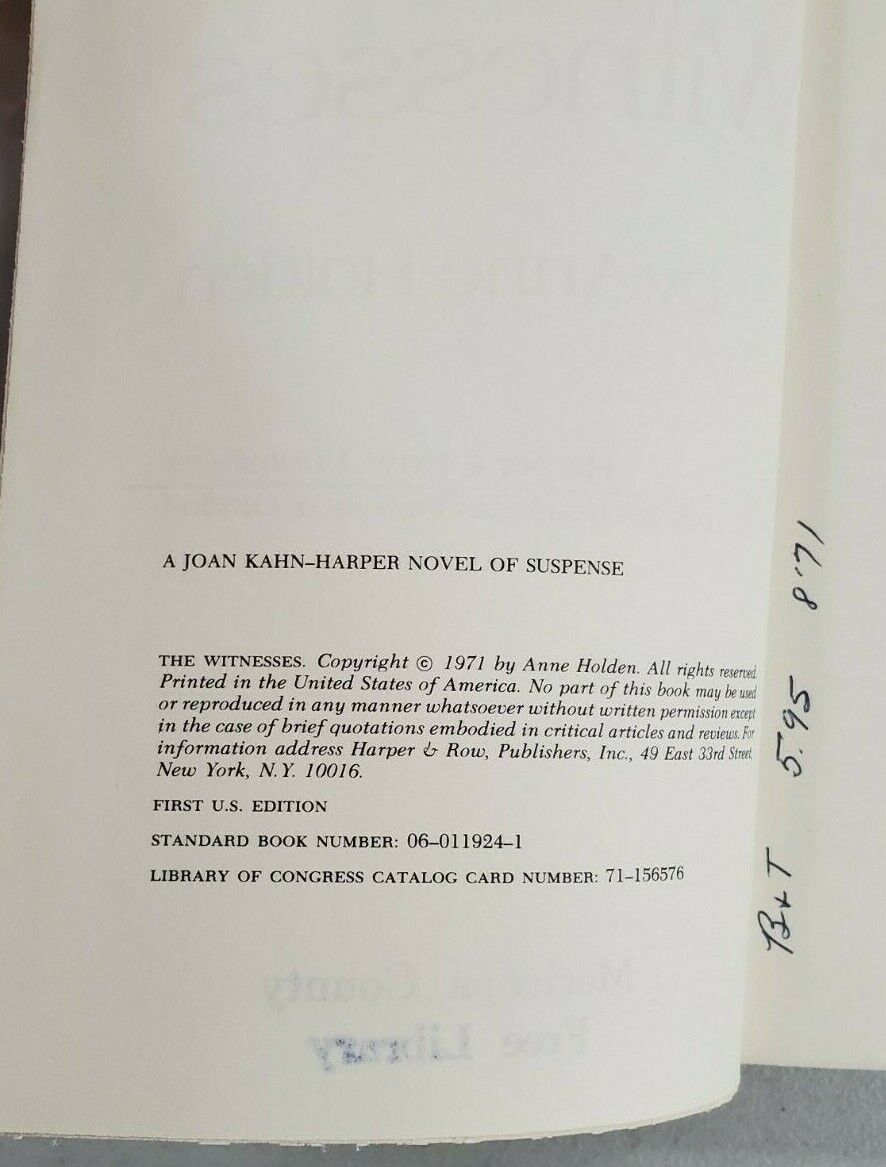 A JOAN KAHN–HARPER NOVEL OF SUSPENSE
THE WITNESSES. Copyright © 1971 by Anne Holden. All rights reserved.
Printed in the United States of America. No part of this book may be used
or reproduced in any manner whatsoever without written permission except
in the case of brief quotations embodied in critical articles and reviews. For
information address Harper & Row, Publishers, Inc., 49 East 33rd Street,
New York, N.Y. 10016.
FIRST U.S. EDITION
STANDARD BOOK NUMBER: 06–011924–1
LIBRARY OF CONGRESS CATALOG CARD NUMBER: 71–156576
B+T 5.95 8'71
Witnesses
by Anne Holden
County
Free Library